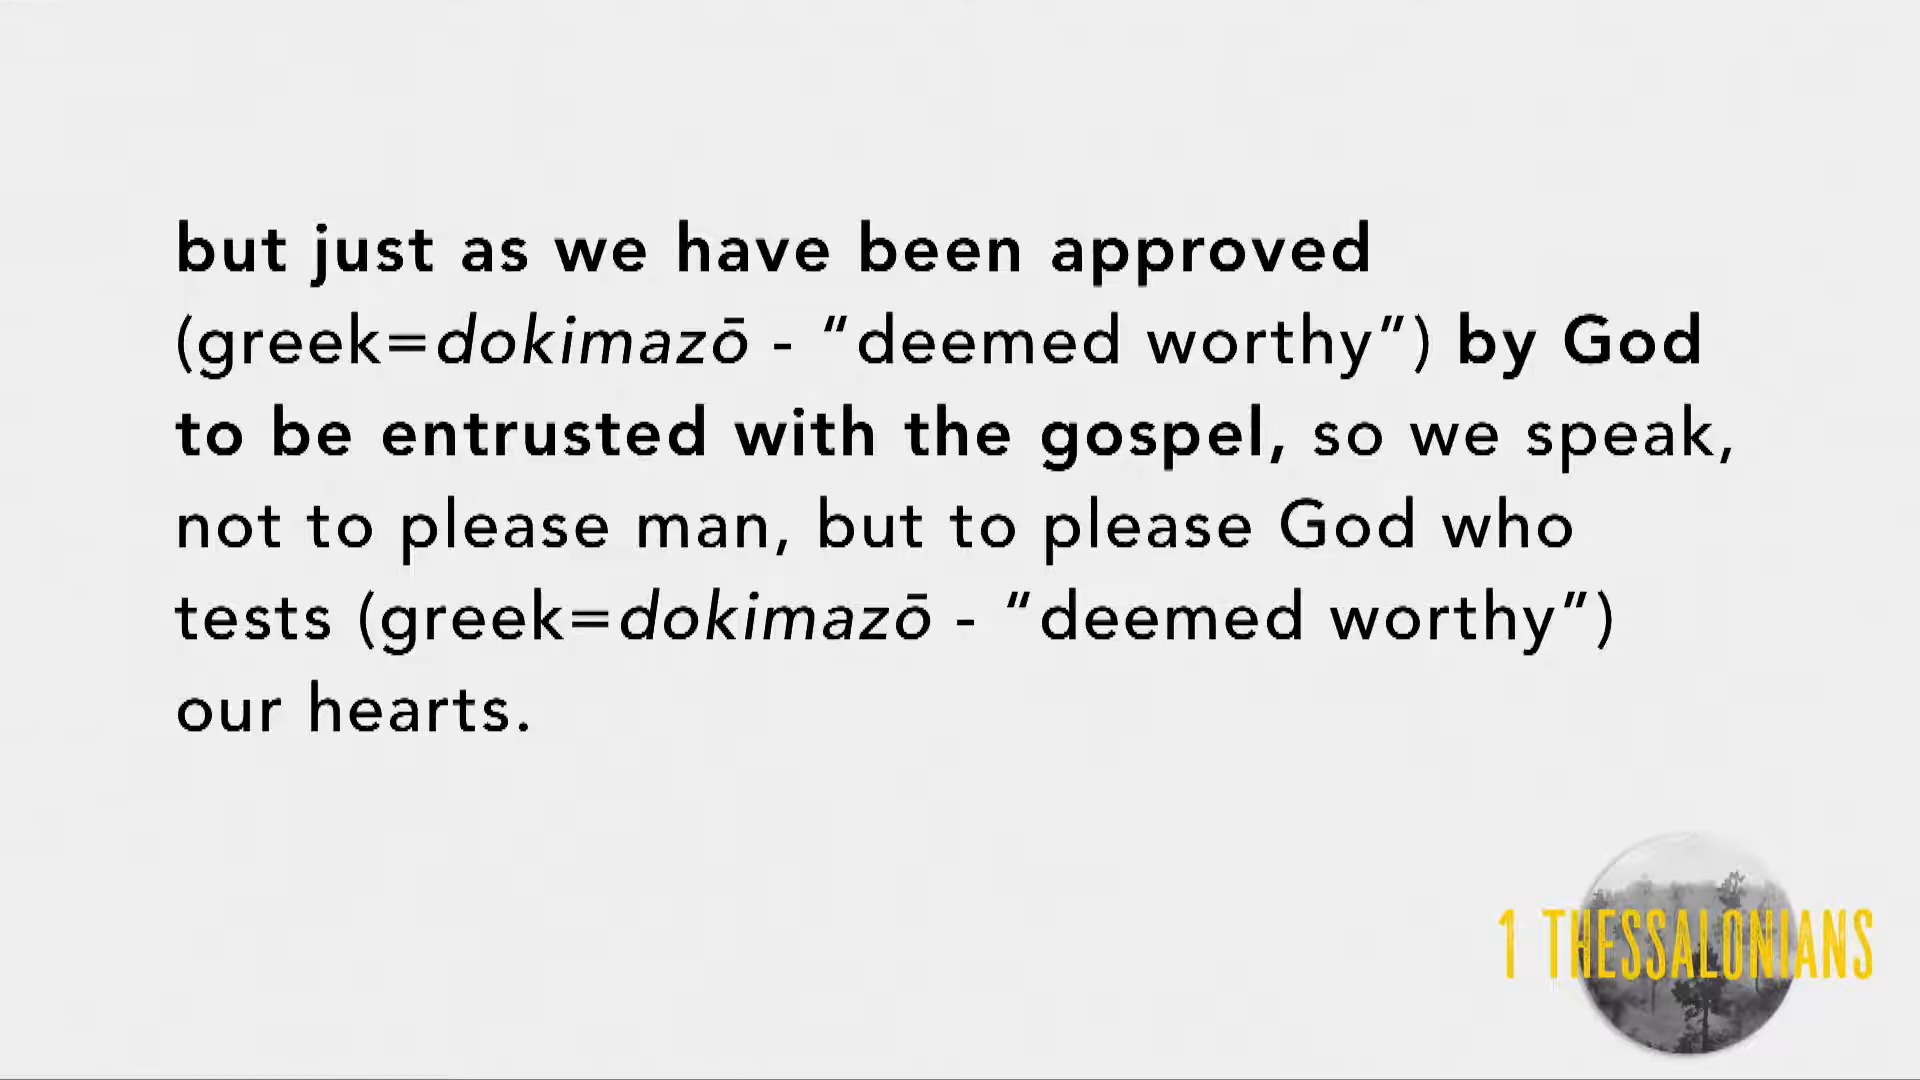 but just as we have been approved
(greek=dokimazō - “deemed worthy”) by God
to be entrusted with the gospel, so we speak,
not to please man, but to please God who
tests (greek=dokimazō - “deemed worthy”)
our hearts.
1 THESSALONIANS